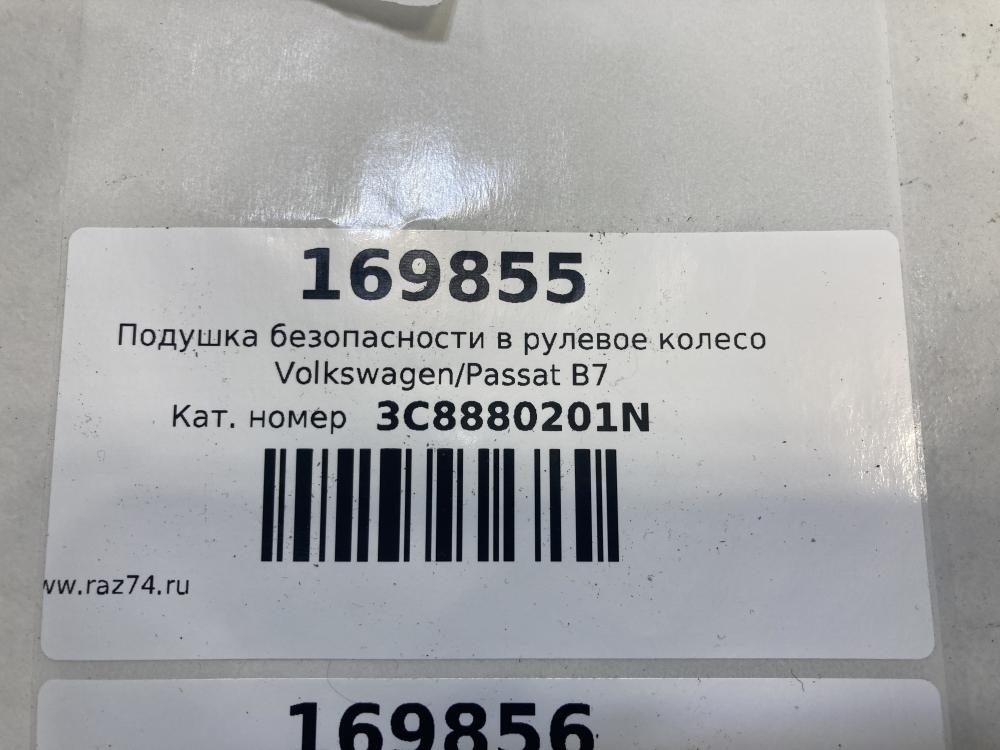 169855
Подушка безопасности в рулевое колесо
Volkswagen/Passat B7
Кат. номер 3C8880201N
ww.raz74.ru
169856